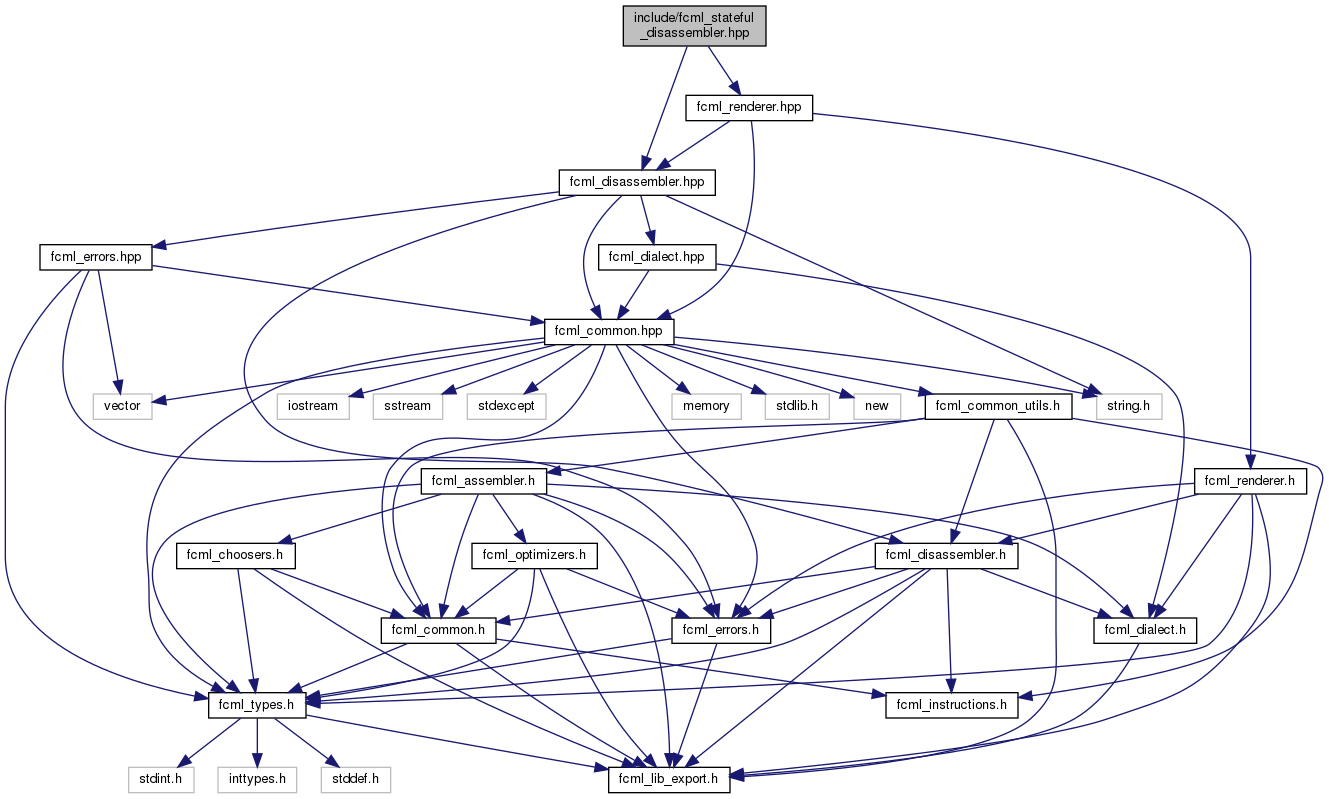 include/fcml_stateful
_disassembler.hpp
fcml_renderer.hpp
fcml_disassembler.hpp
fcml_errors.hpp
fcml_dialect.hpp
fcml_common.hpp
vector
iostream
sstream
stdexcept
memory
stdlib.h
new
fcml_common_utils.h
string.h
fcml_assembler.h
fcml_renderer.h
fcml_choosers.h
fcml_optimizers.h
fcml_disassembler.h
fcml_common.h
fcml_errors.h
fcml_dialect.h
fcml_types.h
fcml_instructions.h
stdint.h
inttypes.h
stddef.h
fcml_lib_export.h